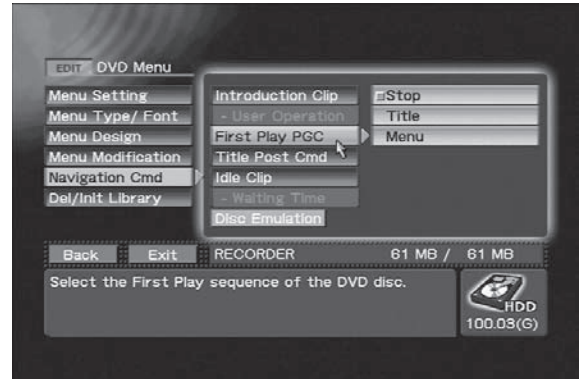 EDIT DVD Menu
Menu Setting
Menu Type/ Font
Menu Design
Menu Modification
Navigation Cmd
Del/Init Library
Introduction Clip
- User Operation
First Play PGC
Title Post Cmd
Idle Clip
- Waiting Time
Disc Emulation
Stop
Title
Menu
Back
Exit
RECORDER
61 MB / 61 MB
Select the First Play sequence of the DVD disc.
HDD
100.03(G)